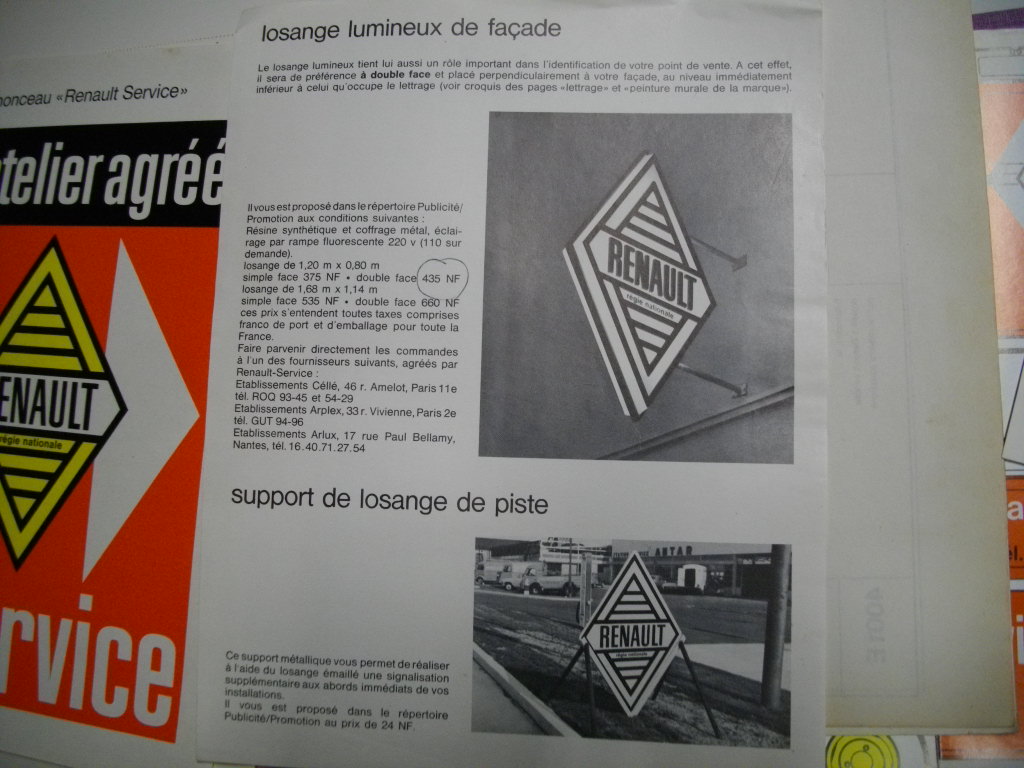 losange lumineux de façade
Le losange lumineux tient lui aussi un rôle important dans l'identification de votre point de vente. A cet effet,
il sera de préférence à double face et placé perpendiculairement à votre façade, au niveau immédiatement
inférieur à celui qu'occupe le lettrage (voir croquis des pages «lettrage» et «peinture murale de la marque»).
Il vous est proposé dans le répertoire Publicité/
Promotion aux conditions suivantes :
Résine synthétique et coffrage métal, éclai-
rage par rampe fluorescente 220 v (110 sur
demande).
losange de 1,20 m x 0,80 m
simple face 375 NF • double face 435 NF
losange de 1,68 m x 1,14 m
simple face 535 NF • double face 660 NF
ces prix s'entendent toutes taxes comprises
franco de port et d'emballage pour toute la
France.
Faire parvenir directement les commandes
à l'un des fournisseurs suivants, agréés par
Renault-Service :
Etablissements Céllé, 46 r. Amelot, Paris 11e
tél. ROQ 93-45 et 54-29
Etablissements Arplex, 33 r. Vivienne, Paris 2e
tél. GUT 94-96
Etablissements Arlux, 17 rue Paul Bellamy,
Nantes, tél. 16.40.71.27.54
RENAULT
régie nationale
support de losange de piste
Ce support métallique vous permet de réaliser
à l'aide du losange émaillé une signalisation
supplémentaire aux abords immédiats de vos
installations.
Il vous est proposé dans le répertoire
Publicité/Promotion au prix de 24 NF.
ANTAR
RENAULT
régie nationale
nonceau «Renault Service»
telier agréé
ENAULT
régie nationale
rvice